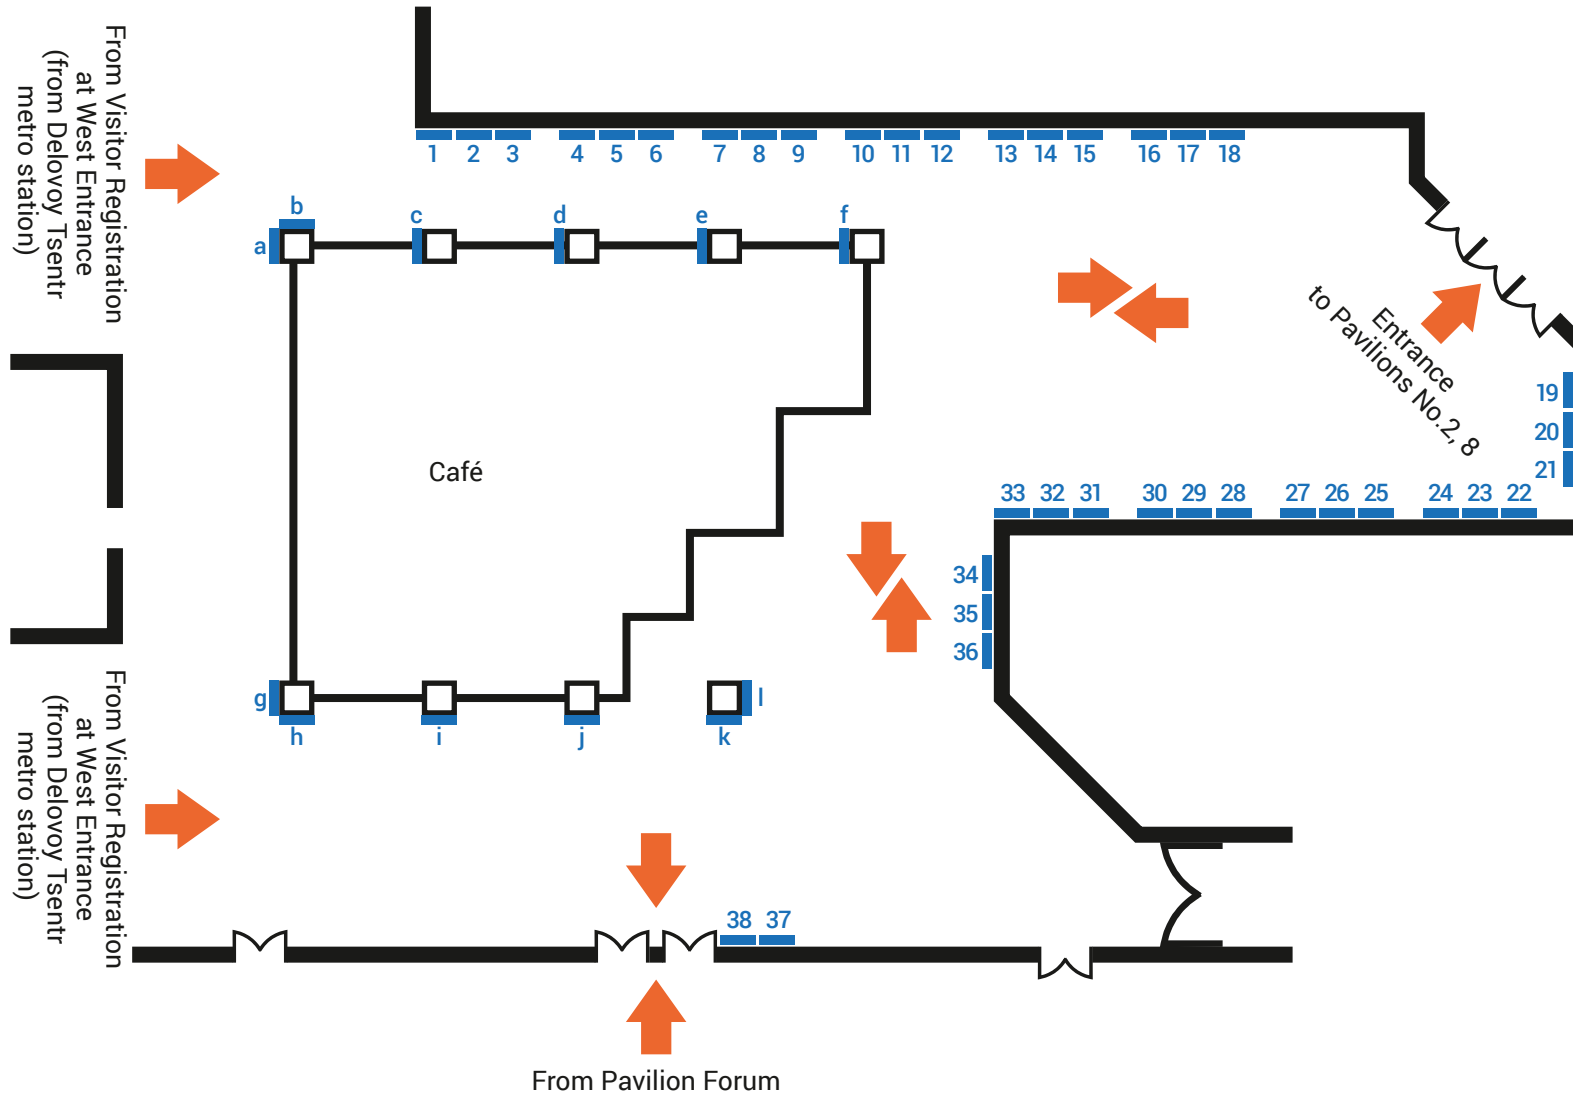 From Visitor Registration
at West Entrance
(from Delovoy Tsentr
metro station)
1 2 3 4 5 6 7 8 9 10 11 12 13 14 15 16 17 18
b c d e f
a
Entrance
to Pavilions No.2, 8
19
20
21
Café
33 32 31 30 29 28 27 26 25 24 23 22
34
35
36
From Visitor Registration
at West Entrance
(from Delovoy Tsentr
metro station)
g l
h i j k
38 37
From Pavilion Forum